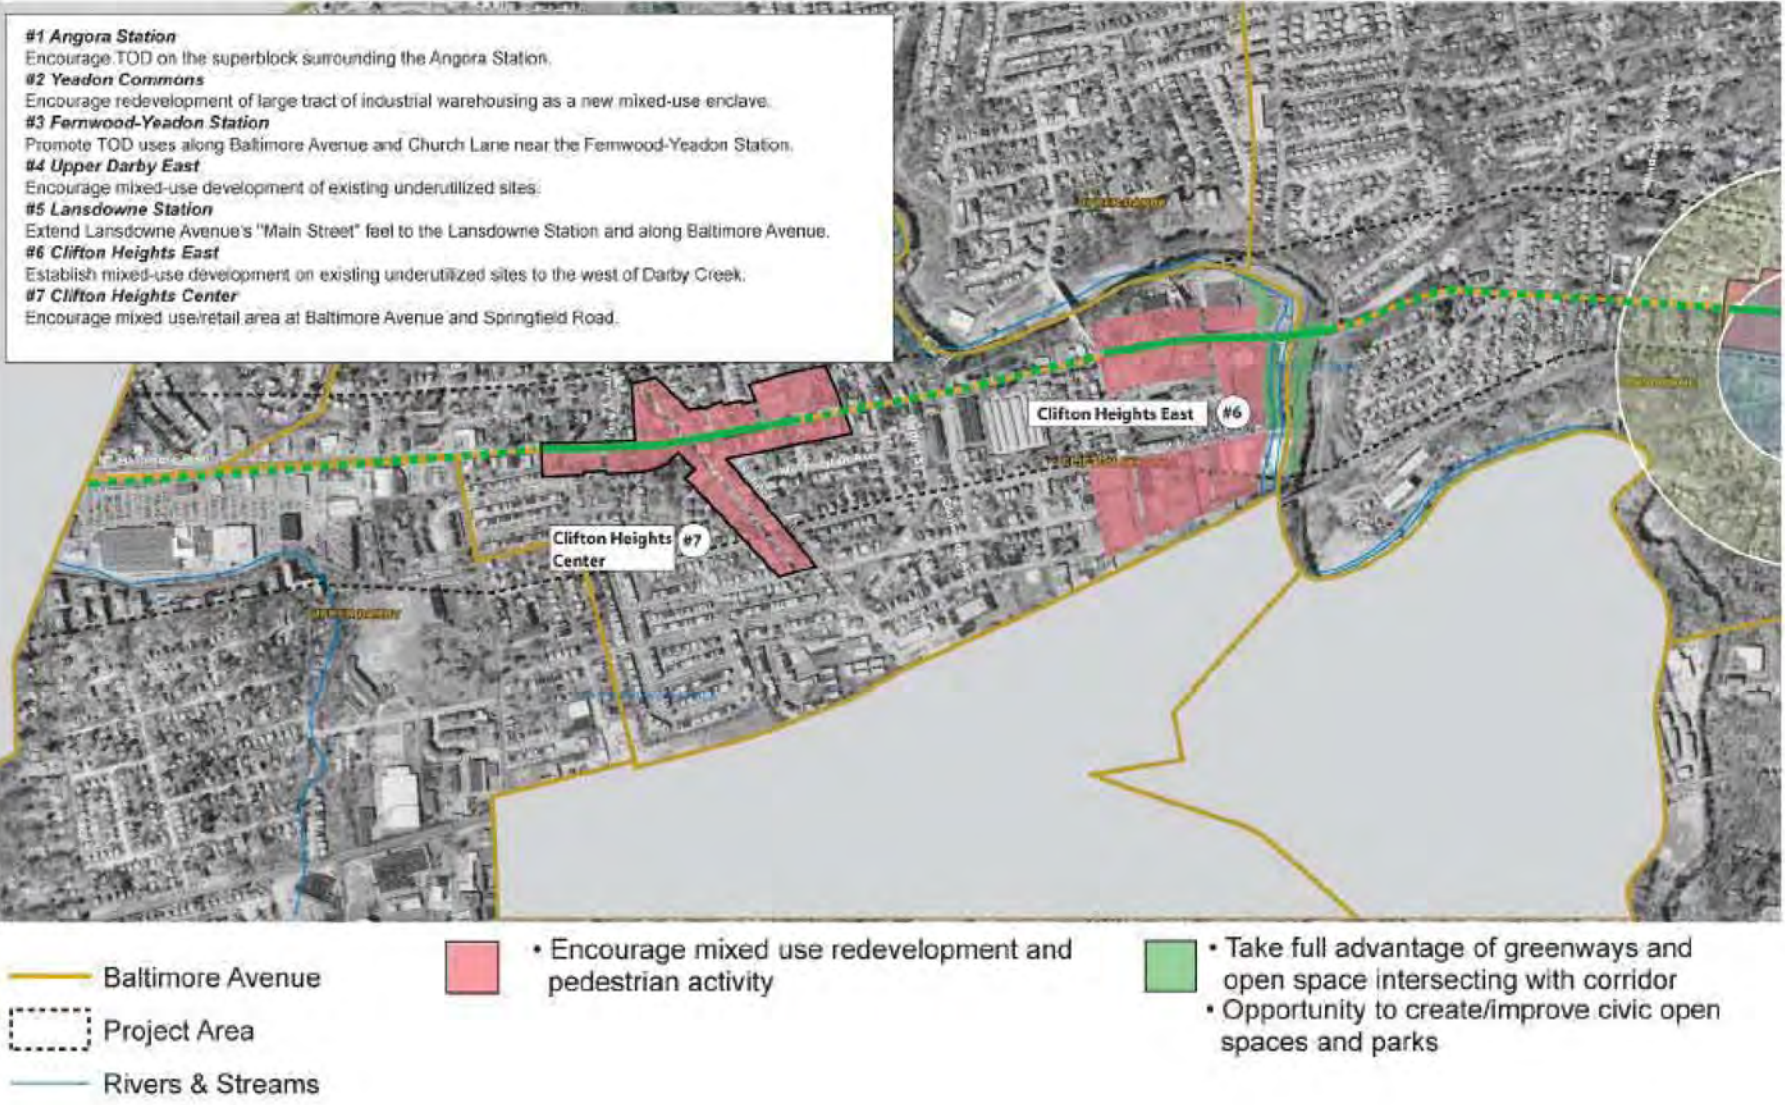 #1 Angora Station
Encourage TOD on the superblock surrounding the Angora Station.
#2 Yeadon Commons
Encourage redevelopment of large tract of industrial warehousing as a new mixed-use enclave.
#3 Fernwood-Yeadon Station
Promote TOD uses along Baltimore Avenue and Church Lane near the Fernwood-Yeadon Station.
#4 Upper Darby East
Encourage mixed-use development of existing underutilized sites.
#5 Lansdowne Station
Extend Lansdowne Avenue's "Main Street" feel to the Lansdowne Station and along Baltimore Avenue.
#6 Clifton Heights East
Establish mixed-use development on existing underutilized sites to the west of Darby Creek.
#7 Clifton Heights Center
Encourage mixed use/retail area at Baltimore Avenue and Springfield Road.
UPPER DARBY
Clifton Heights East #6
Clifton Heights #7
Center
UPPER DARBY
Baltimore Avenue
Project Area
Rivers & Streams
• Encourage mixed use redevelopment and
pedestrian activity
• Take full advantage of greenways and
open space intersecting with corridor
• Opportunity to create/improve civic open
spaces and parks